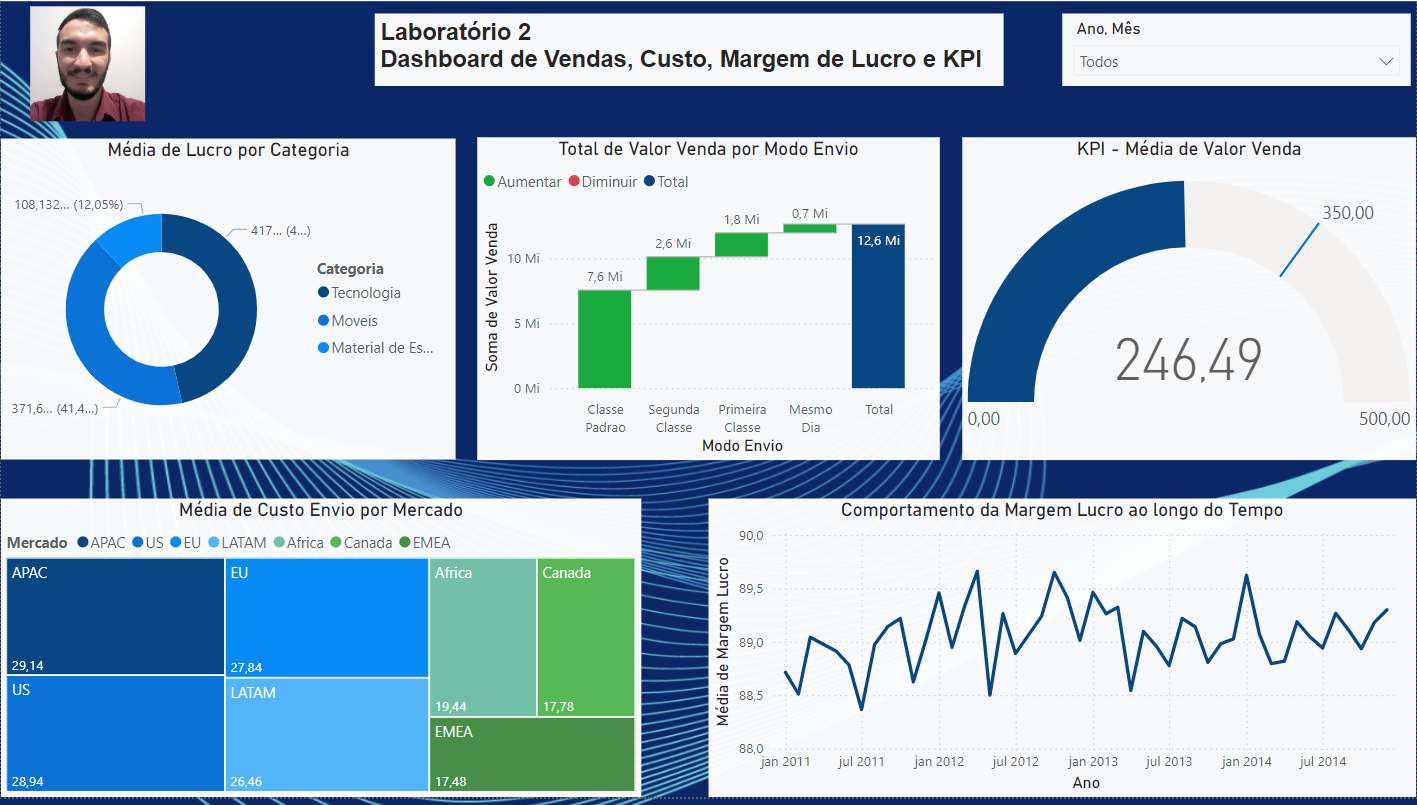 Laboratório 2
Dashboard de Vendas, Custo, Margem de Lucro e KPI
Ano, Mês
Todos
Média de Lucro por Categoria
108,132... (12,05%)
417... (4...)
371,6... (41,4...)
Categoria
Tecnologia
Moveis
Material de Es...
Total de Valor Venda por Modo Envio
Aumentar Diminuir Total
Soma de Valor Venda
10 Mi
5 Mi
0 Mi
7,6 Mi
2,6 Mi
1,8 Mi
0,7 Mi
12,6 Mi
Classe Padrao
Segunda Classe
Primeira Classe
Mesmo Dia
Total
Modo Envio
KPI - Média de Valor Venda
350,00
246,49
0,00
500,00
Média de Custo Envio por Mercado
Mercado APAC US EU LATAM Africa Canada EMEA
APAC
29,14
US
28,94
EU
27,84
LATAM
26,46
Africa
19,44
Canada
17,78
EMEA
17,48
Comportamento da Margem Lucro ao longo do Tempo
Média de Margem Lucro
90,0
89,5
89,0
88,5
88,0
jan 2011 jul 2011 jan 2012 jul 2012 jan 2013 jul 2013 jan 2014 jul 2014
Ano